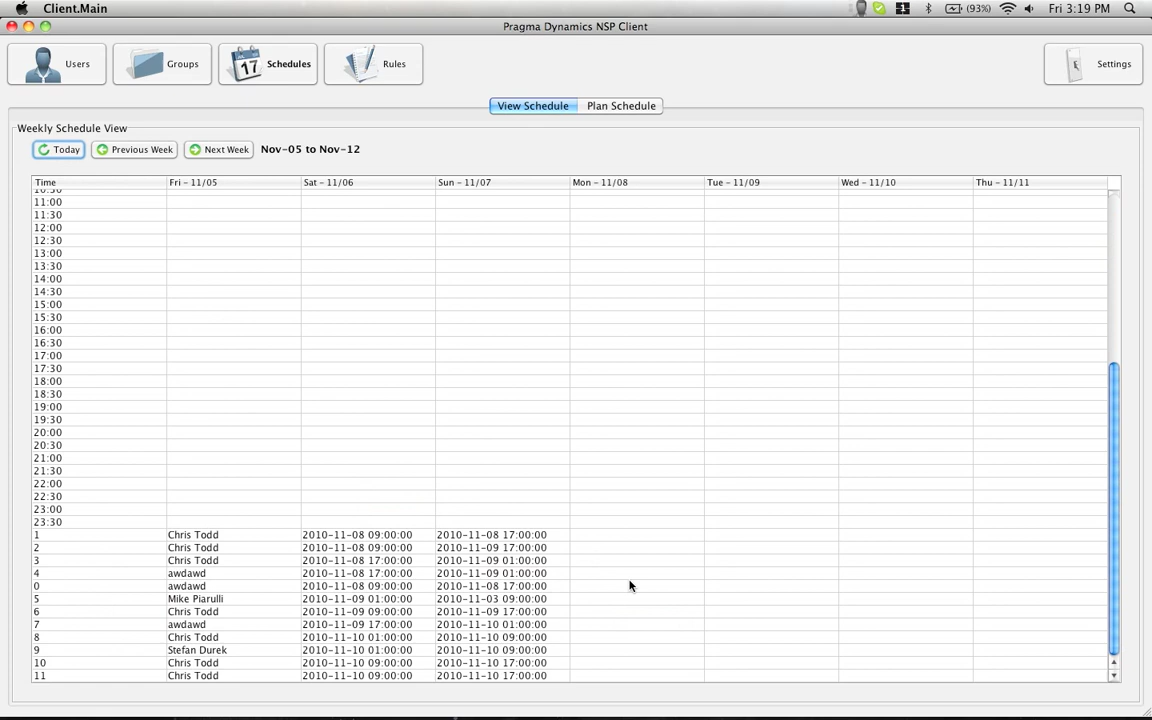 Client.Main
(93%)
Fri 3:19 PM
Pragma Dynamics NSP Client
Users
Groups
17
Schedules
Rules
Settings
View Schedule
Plan Schedule
Weekly Schedule View
Today
Previous Week
Next Week
Nov-05 to Nov-12
Time Fri - 11/05 Sat - 11/06 Sun - 11/07 Mon - 11/08 Tue - 11/09 Wed - 11/10 Thu - 11/11
10:30
11:00
11:30
12:00
12:30
13:00
13:30
14:00
14:30
15:00
15:30
16:00
16:30
17:00
17:30
18:00
18:30
19:00
19:30
20:00
20:30
21:00
21:30
22:00
22:30
23:00
23:30
1 Chris Todd 2010-11-08 09:00:00 2010-11-08 17:00:00
2 Chris Todd 2010-11-08 09:00:00 2010-11-09 17:00:00
3 Chris Todd 2010-11-08 17:00:00 2010-11-09 01:00:00
4 awdawd 2010-11-08 17:00:00 2010-11-09 01:00:00
0 awdawd 2010-11-08 09:00:00 2010-11-08 17:00:00
5 Mike Piarulli 2010-11-09 01:00:00 2010-11-03 09:00:00
6 Chris Todd 2010-11-09 09:00:00 2010-11-09 17:00:00
7 awdawd 2010-11-09 17:00:00 2010-11-10 01:00:00
8 Chris Todd 2010-11-10 01:00:00 2010-11-10 09:00:00
9 Stefan Durek 2010-11-10 01:00:00 2010-11-10 09:00:00
10 Chris Todd 2010-11-10 09:00:00 2010-11-10 17:00:00
11 Chris Todd 2010-11-10 09:00:00 2010-11-10 17:00:00